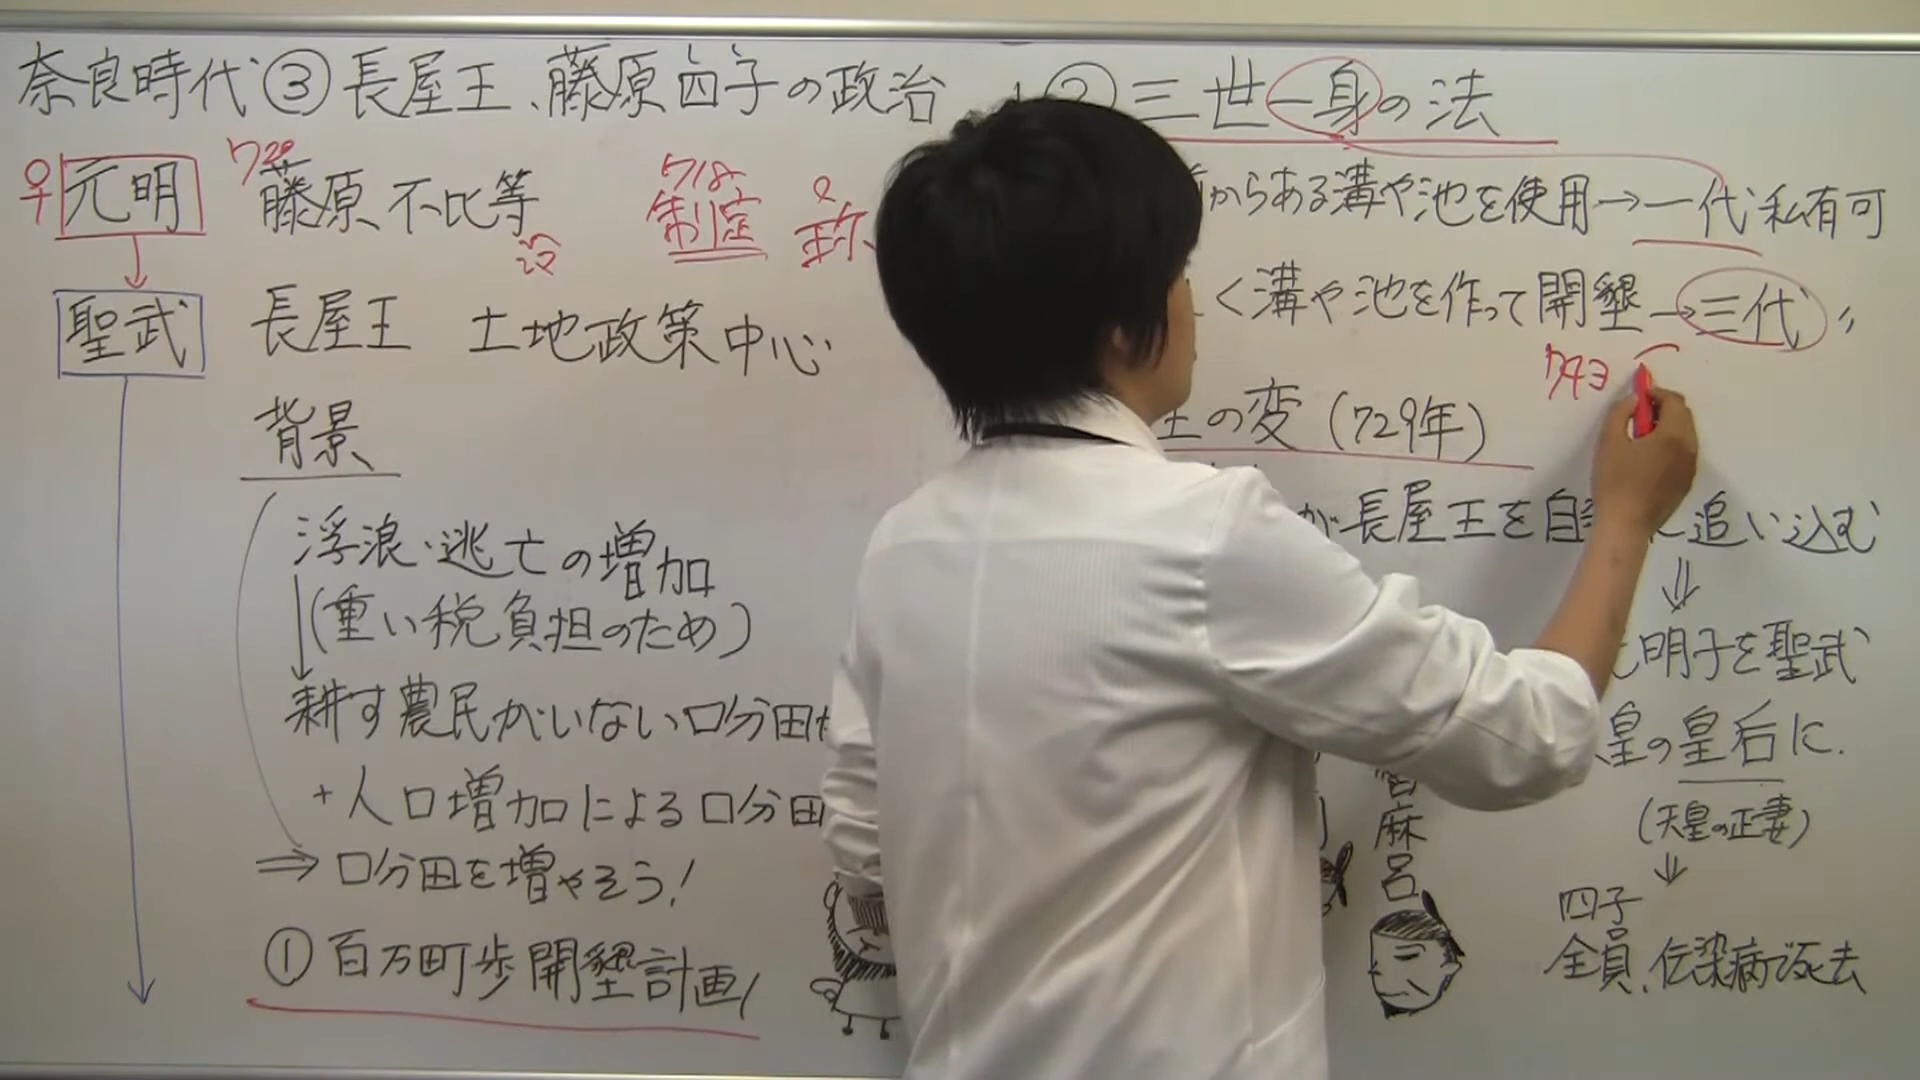 奈良時代③長屋王、藤原四子の政治
♀元明
720
藤原不比等
718
制定
聖武
長屋王 土地政策中心
背景
浮浪・逃亡の増加
(重い税負担のため)
耕す農民がいない口分田
+人口増加による口分田
⇒口分田を増やそう!
①百万町歩開墾計画
②三世一身の法
からある溝や池を使用→一代私有可
く溝や池を作って開墾→三代〃
743
王の変(729年)
が長屋王を自 に追い込む
⇓
明子を聖武
皇の皇后に.
(天皇の正妻)
⇓
麻呂
四子
全員、伝染病で死去